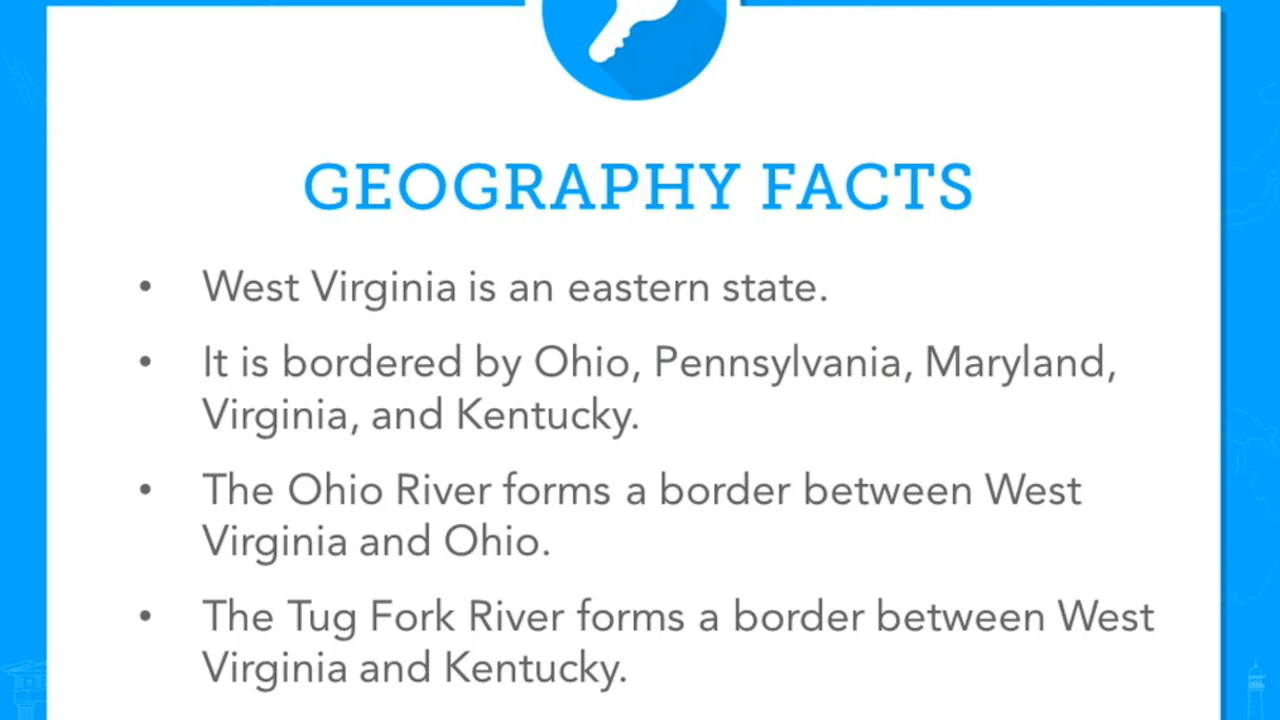 GEOGRAPHY FACTS
• West Virginia is an eastern state.
• It is bordered by Ohio, Pennsylvania, Maryland,
Virginia, and Kentucky.
• The Ohio River forms a border between West
Virginia and Ohio.
• The Tug Fork River forms a border between West
Virginia and Kentucky.